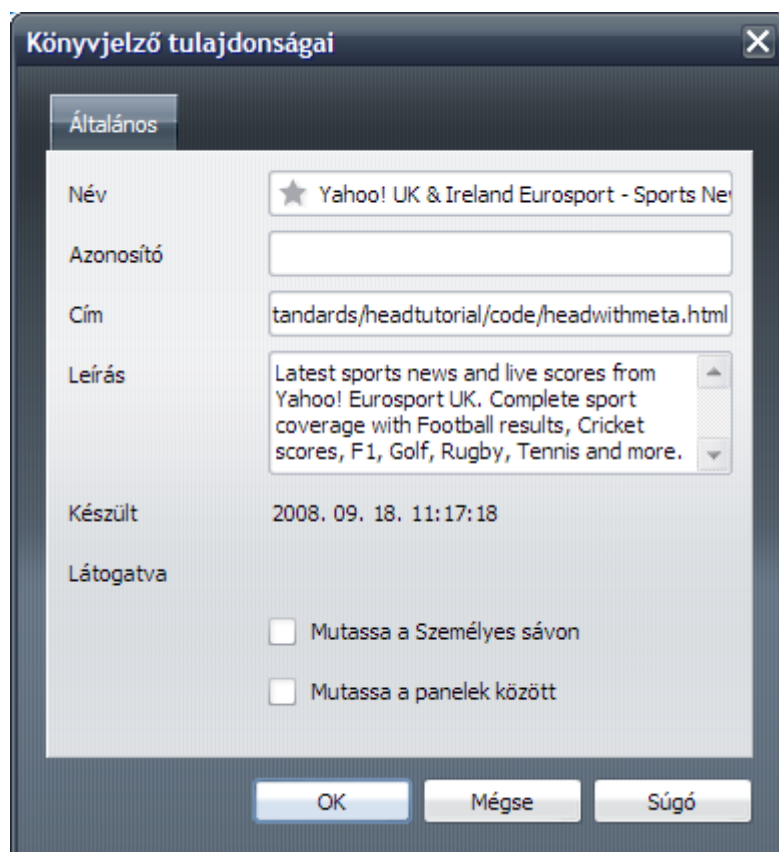 Könyvjelző tulajdonságai
Általános
Név
Yahoo! UK & Ireland Eurosport - Sports Ne
Azonosító
Cím
tandards/headtutorial/code/headwithmeta.html
Leírás
Latest sports news and live scores from
Yahoo! Eurosport UK. Complete sport
coverage with Football results, Cricket
scores, F1, Golf, Rugby, Tennis and more.
Készült
2008. 09. 18. 11:17:18
Látogatva
Mutassa a Személyes sávon
Mutassa a panelek között
OK
Mégse
Súgó